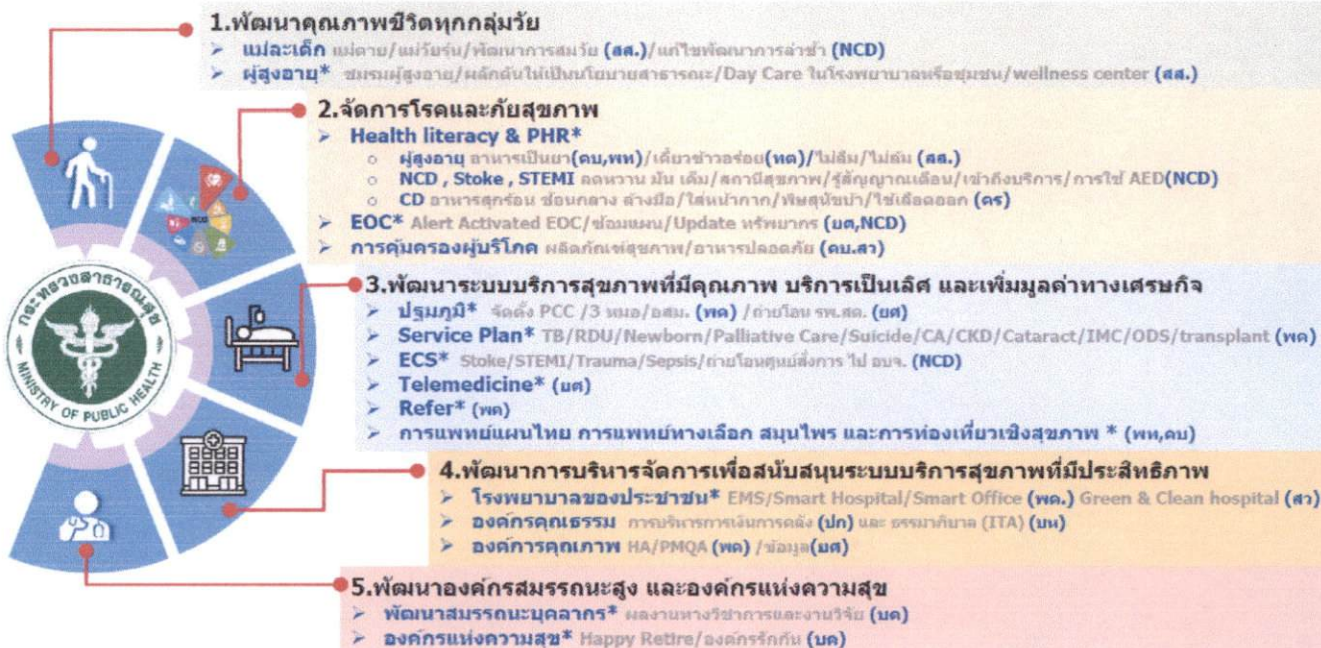 1.พัฒนาคุณภาพชีวิตทุกกลุ่มวัย
➤ แม่ละเด็ก แม่ตาย/แม่วัยรุ่น/พัฒนาการสมวัย (สส.)/แก้ไขพัฒนาการล่าช้า (NCD)
➤ ผู้สูงอายุ* ชมรมผู้สูงอายุ/ผลักดันให้เป็นนโยบายสาธารณะ/Day Care ในโรงพยาบาลหรือชุมชน/wellness center (สส.)
2.จัดการโรคและภัยสุขภาพ
➤ Health literacy & PHR*
o ผู้สูงอายุ อาหารเป็นยา(คบ,พท)/เคี้ยวข้าวอร่อย(ทต)/ไม่ลืม/ไม่ล้ม (สส.)
o NCD , Stoke , STEMI ลดหวาน มัน เค็ม/สถานีสุขภาพ/รู้สัญญาณเตือน/เข้าถึงบริการ/การใช้ AED(NCD)
o CD อาหารสุกร้อน ช้อนกลาง ล้างมือ/ใส่หน้ากาก/พิษสุนัขบ้า/ไข้เลือดออก (คร)
➤ EOC* Alert Activated EOC/ซ้อมแผน/Update ทรัพยากร (ยศ,NCD)
➤ การคุ้มครองผู้บริโภค ผลิตภัณฑ์สุขภาพ/อาหารปลอดภัย (คบ.สว)
3.พัฒนาระบบบริการสุขภาพที่มีคุณภาพ บริการเป็นเลิศ และเพิ่มมูลค่าทางเศรษฐกิจ
➤ ปฐมภูมิ* จัดตั้ง PCC /3 หมอ/อสม. (พค) /ถ่ายโอน รพ.สต. (ยศ)
➤ Service Plan* TB/RDU/Newborn/Palliative Care/Suicide/CA/CKD/Cataract/IMC/ODS/transplant (พค)
➤ ECS* Stoke/STEMI/Trauma/Sepsis/ถ่ายโอนศูนย์สั่งการ ไป อบจ. (NCD)
➤ Telemedicine* (ยศ)
➤ Refer* (พค)
➤ การแพทย์แผนไทย การแพทย์ทางเลือก สมุนไพร และการท่องเที่ยวเชิงสุขภาพ * (พท,คบ)
กระทรวงสาธารณสุข
MINISTRY OF PUBLIC HEALTH
NCD
4.พัฒนาการบริหารจัดการเพื่อสนับสนุนระบบบริการสุขภาพที่มีประสิทธิภาพ
➤ โรงพยาบาลของประชาชน* EMS/Smart Hospital/Smart Office (พค.) Green & Clean hospital (สว)
➤ องค์กรคุณธรรม การบริหารการเงินการคลัง (ปก) และ ธรรมาภิบาล (ITA) (บห)
➤ องค์การคุณภาพ HA/PMQA (พค) /ข้อมูล(ยศ)
5.พัฒนาองค์กรสมรรถนะสูง และองค์กรแห่งความสุข
➤ พัฒนาสมรรถนะบุคลากร* ผลงานทางวิชาการและงานวิจัย (บค)
➤ องค์กรแห่งความสุข* Happy Retire/องค์กรรักกัน (บค)